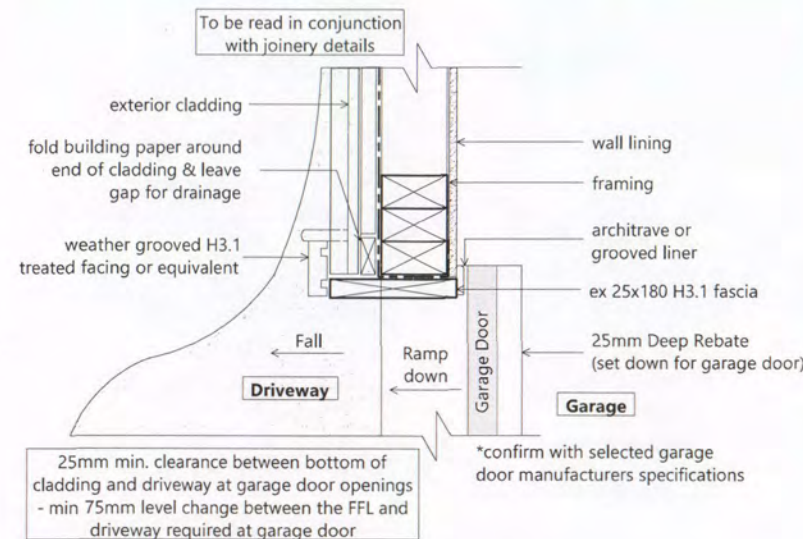 To be read in conjunction
with joinery details
exterior cladding
fold building paper around
end of cladding & leave
gap for drainage
weather grooved H3.1
treated facing or equivalent
wall lining
framing
architrave or
grooved liner
ex 25x180 H3.1 fascia
25mm Deep Rebate
(set down for garage door)
Fall
Ramp
down
Driveway
Garage Door
Garage
25mm min. clearance between bottom of
cladding and driveway at garage door openings
- min 75mm level change between the FFL and
driveway required at garage door
*confirm with selected garage
door manufacturers specifications